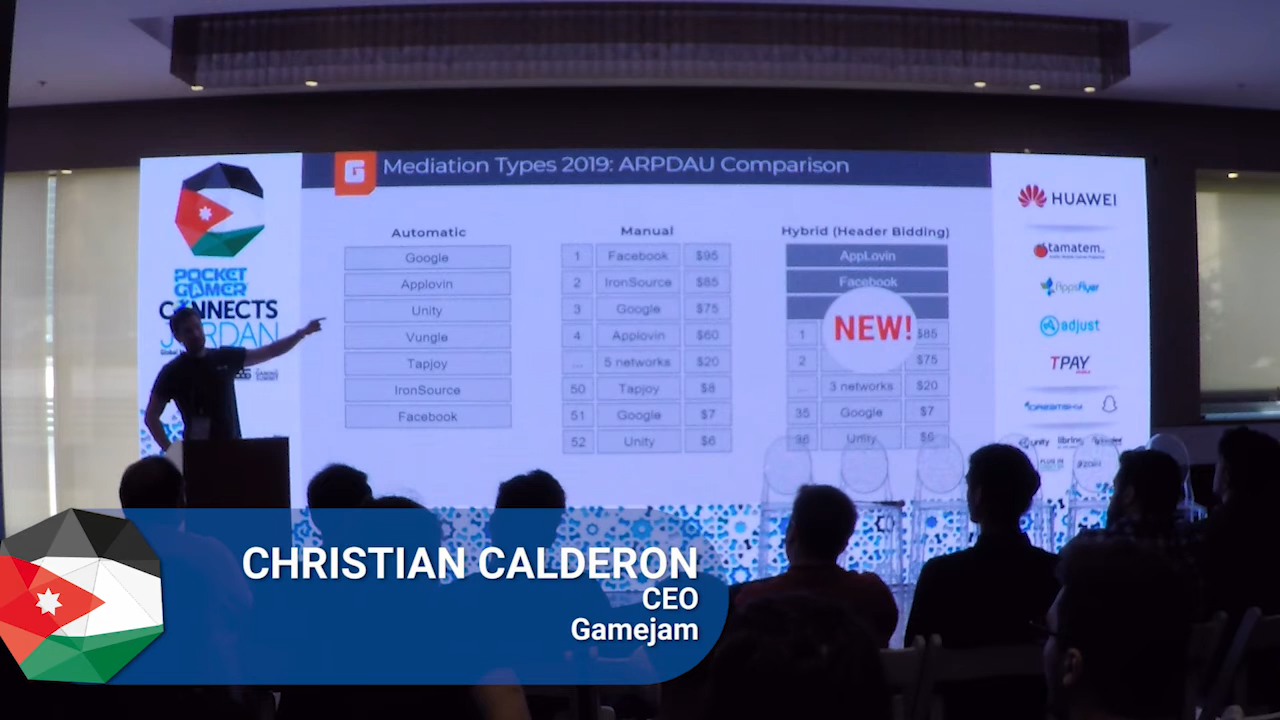 G Mediation Types 2019: ARPDAU Comparison
POCKET
GAMER
CONNECTS
JORDAN
Automatic
Google
Applovin
Unity
Vungle
Tapjoy
IronSource
Facebook
Manual
1 Facebook $95
2 IronSource $85
3 Google $75
4 Applovin $60
... 5 networks $20
50 Tapjoy $8
51 Google $7
52 Unity $6
Hybrid (Header Bidding)
AppLovin
Facebook
NEW!
1 $85
2 $75
... 3 networks $20
35 Google $7
36 Unity $6
HUAWEI
tamatem
AppsFlyer
adjust
TPAY
unity
CHRISTIAN CALDERON
CEO
Gamejam